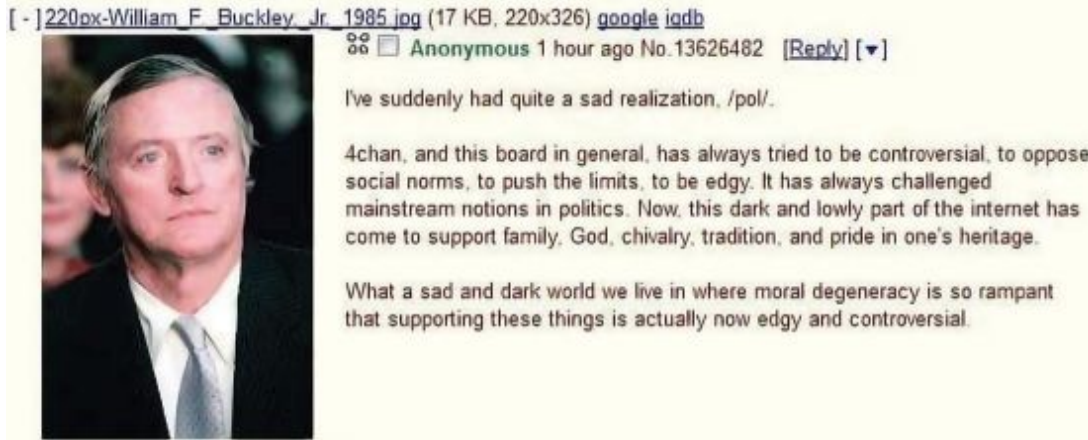 [ - ] 220px-William_F._Buckley,_Jr._1985.jpg (17 KB, 220x326) google iqdb
Anonymous 1 hour ago No.13626482 [Reply] [▼]
I've suddenly had quite a sad realization, /pol/.
4chan, and this board in general, has always tried to be controversial, to oppose
social norms, to push the limits, to be edgy. It has always challenged
mainstream notions in politics. Now, this dark and lowly part of the internet has
come to support family, God, chivalry, tradition, and pride in one's heritage.
What a sad and dark world we live in where moral degeneracy is so rampant
that supporting these things is actually now edgy and controversial.